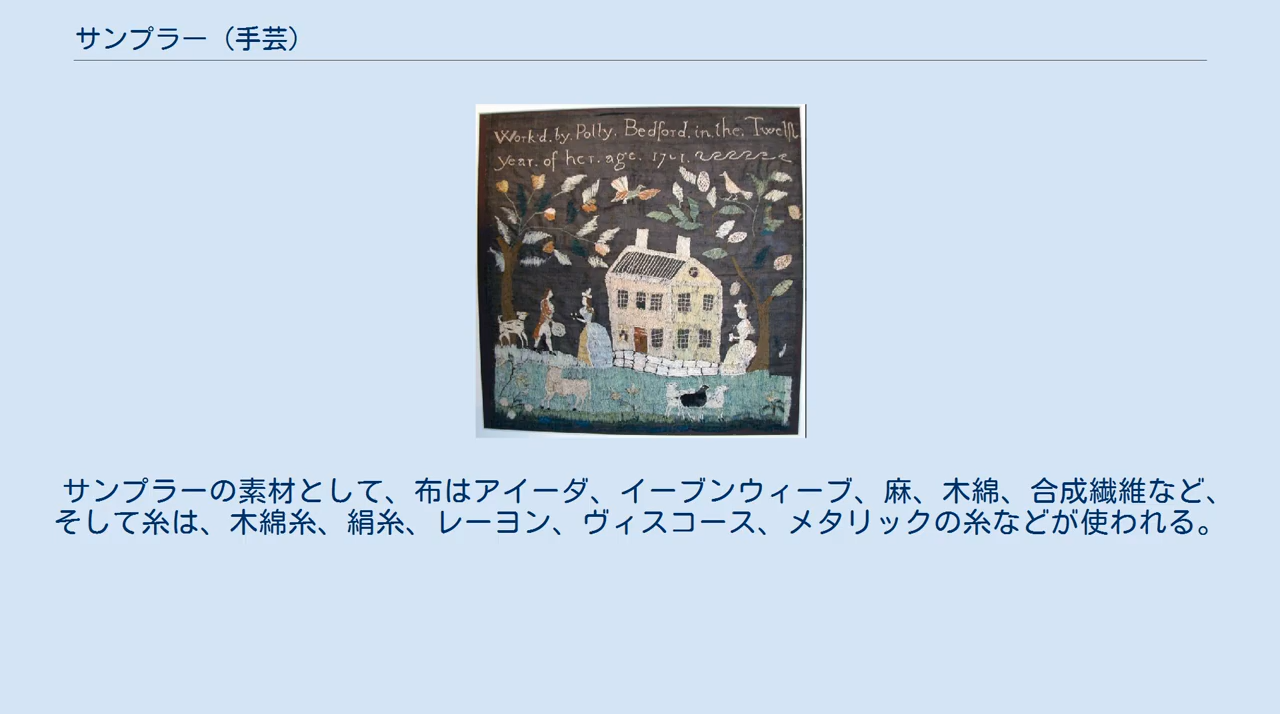 サンプラー（手芸）
Work'd. by. Polly. Bedford. in. the. Twelft.
year. of her. age.
サンプラーの素材として、布はアイーダ、イーブンウィーブ、麻、木綿、合成繊維など、
そして糸は、木綿糸、絹糸、レーヨン、ヴィスコース、メタリックの糸などが使われる。